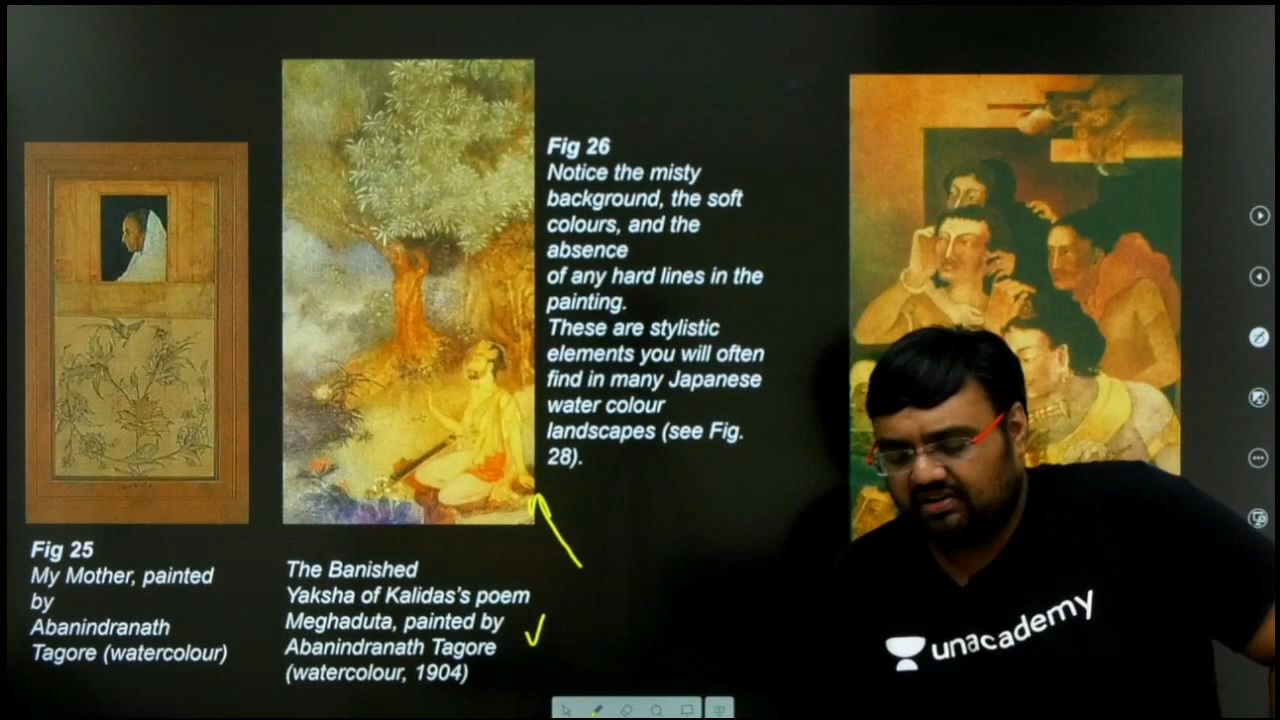 Fig 25
My Mother, painted
by
Abanindranath
Tagore (watercolour)
The Banished
Yaksha of Kalidas's poem
Meghaduta, painted by
Abanindranath Tagore
(watercolour, 1904)
Fig 26
Notice the misty
background, the soft
colours, and the
absence
of any hard lines in the
painting.
These are stylistic
elements you will often
find in many Japanese
water colour
landscapes (see Fig.
28).
unacademy